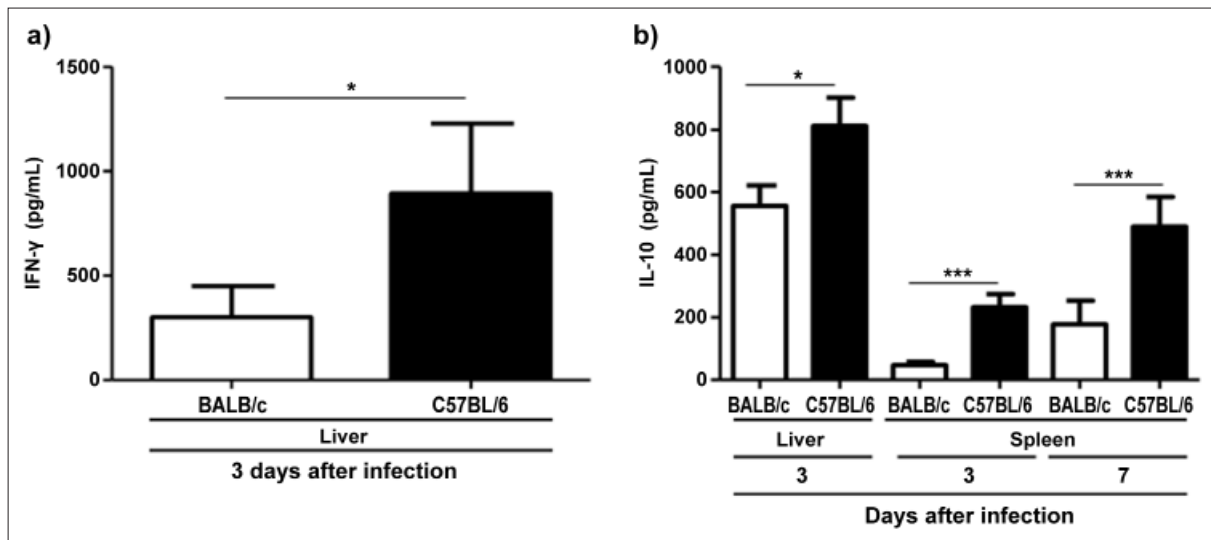 a)
1500
1000
500
0
IFN-γ (pg/mL)
*
BALB/c C57BL/6
Liver
3 days after infection
b)
1000
800
600
400
200
0
IL-10 (pg/mL)
*
***
***
BALB/c C57BL/6 BALB/c C57BL/6 BALB/c C57BL/6
Liver Spleen
3 3 7
Days after infection